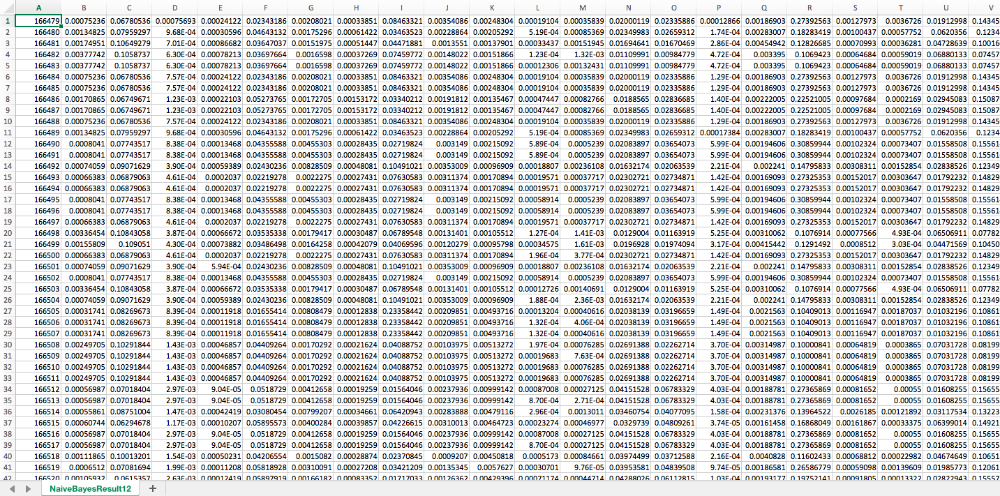 A B C D E F G H I J K L M N O P Q R S T U V
1 166479 0.00075236 0.06780536 0.00075693 0.00024122 0.02343186 0.00208021 0.00033851 0.08463321 0.00354086 0.00248304 0.00019104 0.00035839 0.02000119 0.02335886 0.00012866 0.00186903 0.27392563 0.00127973 0.0036726 0.01912998 0.14345
2 166480 0.00134825 0.07959297 9.68E-04 0.00030596 0.04643132 0.00175296 0.00061422 0.03463523 0.00228864 0.00205292 5.19E-04 0.00085369 0.02349983 0.02659312 1.74E-04 0.00283007 0.18283419 0.00100437 0.00057752 0.0620356 0.1234
3 166481 0.00174951 0.10649279 7.01E-04 0.00086682 0.03647037 0.00151975 0.00051447 0.04471881 0.0013551 0.00137901 0.00033437 0.00151945 0.01694641 0.01670469 2.86E-04 0.00454942 0.12826685 0.00070993 0.00036281 0.04728639 0.10016
4 166482 0.00377742 0.1058737 6.30E-04 0.00078213 0.03697664 0.0016598 0.00037269 0.07459772 0.00148022 0.00151866 1.23E-04 1.32E-03 0.01109991 0.00984779 4.72E-04 0.003395 0.1069423 0.00064684 0.00059019 0.06880133 0.07457
5 166483 0.00377742 0.1058737 6.30E-04 0.00078213 0.03697664 0.0016598 0.00037269 0.07459772 0.00148022 0.00151866 0.00012306 0.00132431 0.01109991 0.00984779 4.72E-04 0.003395 0.1069423 0.00064684 0.00059019 0.06880133 0.07457
6 166484 0.00075236 0.06780536 7.57E-04 0.00024122 0.02343186 0.00208021 0.00033851 0.08463321 0.00354086 0.00248304 0.00019104 0.00035839 0.02000119 0.02335886 1.29E-04 0.00186903 0.27392563 0.00127973 0.0036726 0.01912998 0.14345
7 166485 0.00075236 0.06780536 7.57E-04 0.00024122 0.02343186 0.00208021 0.00033851 0.08463321 0.00354086 0.00248304 0.00019104 0.00035839 0.02000119 0.02335886 1.29E-04 0.00186903 0.27392563 0.00127973 0.0036726 0.01912998 0.14345
8 166486 0.00170865 0.06749671 1.23E-03 0.00022103 0.05273765 0.00172705 0.00153172 0.03340212 0.00191812 0.00135467 0.00047447 0.00082766 0.0188565 0.02836685 1.40E-04 0.00222005 0.22521005 0.00097684 0.0002169 0.02945083 0.15087
9 166487 0.00170865 0.06749671 1.23E-03 0.00022103 0.05273765 0.00172705 0.00153172 0.03340212 0.00191812 0.00135467 0.00047447 0.00082766 0.0188565 0.02836685 1.40E-04 0.00222005 0.22521005 0.00097684 0.0002169 0.02945083 0.15087
10 166488 0.00075236 0.06780536 7.57E-04 0.00024122 0.02343186 0.00208021 0.00033851 0.08463321 0.00354086 0.00248304 0.00019104 0.00035839 0.02000119 0.02335886 1.29E-04 0.00186903 0.27392563 0.00127973 0.0036726 0.01912998 0.14345
11 166489 0.00134825 0.07959297 9.68E-04 0.00030596 0.04643132 0.00175296 0.00061422 0.03463523 0.00228864 0.00205292 5.19E-04 0.00085369 0.02349983 0.02659312 0.00017384 0.00283007 0.18283419 0.00100437 0.00057752 0.0620356 0.1234
12 166490 0.0008041 0.07743517 8.38E-04 0.00013468 0.04355588 0.00455303 0.00028435 0.02719824 0.003149 0.00215092 5.89E-04 0.0005239 0.02083897 0.03654073 5.99E-04 0.00194606 0.30859944 0.00102324 0.00073407 0.01558508 0.15561
13 166491 0.0008041 0.07743517 8.38E-04 0.00013468 0.04355588 0.00455303 0.00028435 0.02719824 0.003149 0.00215092 5.89E-04 0.0005239 0.02083897 0.03654073 5.99E-04 0.00194606 0.30859944 0.00102324 0.00073407 0.01558508 0.15561
14 166492 0.00074059 0.09071629 3.90E-04 0.00059389 0.02430236 0.00828509 0.00048081 0.10491021 0.00353009 0.00096909 0.00018807 0.00236108 0.01632174 0.02063539 2.21E-04 0.002241 0.14795833 0.00308311 0.00152854 0.02838526 0.12349
15 166493 0.00066383 0.06879063 4.61E-04 0.0002037 0.02219278 0.0022275 0.00027431 0.07630583 0.00311374 0.00170894 0.00019571 0.00037717 0.02302721 0.02734871 1.42E-04 0.00169093 0.27325353 0.00152017 0.00303647 0.01792232 0.14829
16 166494 0.00066383 0.06879063 4.61E-04 0.0002037 0.02219278 0.0022275 0.00027431 0.07630583 0.00311374 0.00170894 0.00019571 0.00037717 0.02302721 0.02734871 1.42E-04 0.00169093 0.27325353 0.00152017 0.00303647 0.01792232 0.14829
17 166495 0.0008041 0.07743517 8.38E-04 0.00013468 0.04355588 0.00455303 0.00028435 0.02719824 0.003149 0.00215092 0.00058914 0.0005239 0.02083897 0.03654073 5.99E-04 0.00194606 0.30859944 0.00102324 0.00073407 0.01558508 0.15561
18 166496 0.0008041 0.07743517 8.38E-04 0.00013468 0.04355588 0.00455303 0.00028435 0.02719824 0.003149 0.00215092 0.00058914 0.0005239 0.02083897 0.03654073 5.99E-04 0.00194606 0.30859944 0.00102324 0.00073407 0.01558508 0.15561
19 166497 0.00066383 0.06879063 4.61E-04 0.0002037 0.02219278 0.0022275 0.00027431 0.07630583 0.00311374 0.00170894 0.00019571 0.00037717 0.02302721 0.02734871 1.42E-04 0.00169093 0.27325353 0.00152017 0.00303647 0.01792232 0.14829
20 166498 0.00336454 0.10843058 3.87E-04 0.00066672 0.03535338 0.00179417 0.00030487 0.06789548 0.00131401 0.00105512 1.27E-04 1.41E-03 0.0129004 0.01163919 5.25E-04 0.00310062 0.1076914 0.00077566 4.93E-04 0.06506911 0.07782
21 166499 0.00155809 0.109051 4.30E-04 0.00073882 0.03486498 0.00164258 0.00042079 0.04069596 0.00120279 0.00095798 0.00034575 1.61E-03 0.0196928 0.01974094 3.17E-04 0.00415442 0.1291492 0.0008512 3.03E-04 0.04471569 0.10450
22 166500 0.00066383 0.06879063 4.61E-04 0.0002037 0.02219278 0.0022275 0.00027431 0.07630583 0.00311374 0.00170894 1.96E-04 3.77E-04 0.02302721 0.02734871 1.42E-04 0.00169093 0.27325353 0.00152017 0.00303647 0.01792232 0.14829
23 166501 0.00074059 0.09071629 3.90E-04 5.94E-04 0.02430236 0.00828509 0.00048081 0.10491021 0.00353009 0.00096909 0.00018807 0.00236108 0.01632174 0.02063539 2.21E-04 0.002241 0.14795833 0.00308311 0.00152854 0.02838526 0.12349
24 166502 0.0008041 0.07743517 8.38E-04 0.00013468 0.04355588 0.00455303 0.00028435 0.02719824 0.003149 0.00215092 0.00058914 0.0005239 0.02083897 0.03654073 5.99E-04 0.00194606 0.30859944 0.00102324 0.00073407 0.01558508 0.15561
25 166503 0.00336454 0.10843058 3.87E-04 0.00066672 0.03535338 0.00179417 0.00030487 0.06789548 0.00131401 0.00105512 0.00012726 0.00140691 0.0129004 0.01163919 5.25E-04 0.00310062 0.1076914 0.00077566 4.93E-04 0.06506911 0.07782
26 166504 0.00074059 0.09071629 3.90E-04 0.00059389 0.02430236 0.00828509 0.00048081 0.10491021 0.00353009 0.00096909 1.88E-04 2.36E-03 0.01632174 0.02063539 2.21E-04 0.002241 0.14795833 0.00308311 0.00152854 0.02838526 0.12349
27 166505 0.00031741 0.08269673 8.39E-04 0.00011918 0.01655414 0.00808479 0.00012838 0.23358442 0.00209851 0.00493716 0.00013204 0.00040616 0.02038139 0.03196659 1.49E-04 0.0021563 0.10409013 0.00116947 0.00187037 0.01032196 0.10861
28 166506 0.00031741 0.08269673 8.39E-04 0.00011918 0.01655414 0.00808479 0.00012838 0.23358442 0.00209851 0.00493716 1.32E-04 4.06E-04 0.02038139 0.03196659 1.49E-04 0.0021563 0.10409013 0.00116947 0.00187037 0.01032196 0.10861
29 166507 0.00031741 0.08269673 8.39E-04 0.00011918 0.01655414 0.00808479 0.00012838 0.23358442 0.00209851 0.00493716 1.32E-04 0.00040616 0.02038139 0.03196659 1.49E-04 0.0021563 0.10409013 0.00116947 0.00187037 0.01032196 0.10861
30 166508 0.00249705 0.10291844 1.43E-03 0.00046857 0.04409264 0.00170292 0.00021624 0.04088752 0.00103975 0.00513272 1.97E-04 0.00076285 0.02691388 0.02262714 3.70E-04 0.00314987 0.10000841 0.00064819 0.0003865 0.07031728 0.08199
31 166509 0.00249705 0.10291844 1.43E-03 0.00046857 0.04409264 0.00170292 0.00021624 0.04088752 0.00103975 0.00513272 0.00019683 7.63E-04 0.02691388 0.02262714 3.70E-04 0.00314987 0.10000841 0.00064819 0.0003865 0.07031728 0.08199
32 166510 0.00249705 0.10291844 1.43E-03 0.00046857 0.04409264 0.00170292 0.00021624 0.04088752 0.00103975 0.00513272 0.00019683 0.00076285 0.02691388 0.02262714 3.70E-04 0.00314987 0.10000841 0.00064819 0.0003865 0.07031728 0.08199
33 166511 0.00249705 0.10291844 1.43E-03 0.00046857 0.04409264 0.00170292 0.00021624 0.04088752 0.00103975 0.00513272 0.00019683 0.00076285 0.02691388 0.02262714 3.70E-04 0.00314987 0.10000841 0.00064819 0.0003865 0.07031728 0.08199
34 166512 0.00056987 0.07018404 2.97E-03 9.04E-05 0.0518729 0.00412658 0.00019259 0.01564046 0.00237936 0.00999142 0.00087008 0.00027125 0.04151528 0.06783329 4.03E-04 0.00188781 0.27365869 0.00081652 0.00055 0.01608255 0.15655
35 166513 0.00056987 0.07018404 2.97E-03 9.04E-05 0.0518729 0.00412658 0.00019259 0.01564046 0.00237936 0.00999142 8.70E-04 2.71E-04 0.04151528 0.06783329 4.03E-04 0.00188781 0.27365869 0.00081652 0.00055 0.01608255 0.15655
36 166514 0.00055861 0.08751004 1.47E-03 0.00042419 0.03080454 0.00799207 0.00034661 0.06420943 0.00283888 0.00479116 2.96E-04 0.0013011 0.03460754 0.04077095 1.58E-04 0.00231376 0.13964522 0.0026185 0.00121892 0.03117534 0.13223
37 166515 0.00060744 0.06294678 1.17E-03 0.00010207 0.05895573 0.00400284 0.00039857 0.04226615 0.00310013 0.00464723 0.00023274 0.00046977 0.0329739 0.04809261 3.74E-05 0.00161458 0.16868049 0.00161867 0.00033375 0.06399014 0.14921
38 166516 0.00056987 0.07018404 2.97E-03 9.04E-05 0.0518729 0.00412658 0.00019259 0.01564046 0.00237936 0.00999142 0.00087008 0.00027125 0.04151528 0.06783329 4.03E-04 0.00188781 0.27365869 0.00081652 0.00055 0.01608255 0.15655
39 166517 0.00056987 0.07018404 2.97E-03 9.04E-05 0.0518729 0.00412658 0.00019259 0.01564046 0.00237936 0.00999142 8.70E-04 0.00027125 0.04151528 0.06783329 4.03E-04 0.00188781 0.27365869 0.00081652 0.00055 0.01608255 0.15655
40 166518 0.00111865 0.10013201 1.54E-03 0.00050231 0.04206554 0.0015082 0.00028874 0.02370845 0.0009207 0.00450818 0.0005173 0.00084661 0.03974499 0.03712588 2.16E-04 0.0040828 0.11602433 0.00068812 0.00022982 0.04674649 0.10651
41 166519 0.0006512 0.07081694 1.99E-03 0.00011208 0.05818928 0.00310091 0.00027208 0.03421209 0.00135345 0.0057627 0.00030701 9.76E-05 0.03953581 0.04839508 9.74E-05 0.00186581 0.26586779 0.00059098 0.00139609 0.01985773 0.12061
42 166520 0.00105932 0.0615357 2.63E-03 0.00012419 0.05897919 0.00166182 0.00083352 0.01717033 0.00126362 0.00429396 0.00071174 0.00044714 0.04288026 0.06112815 1.03E-04 0.00193177 0.19752141 0.00091805 0.00013322 0.02822943 0.15557
NaiveBayesResult12 +